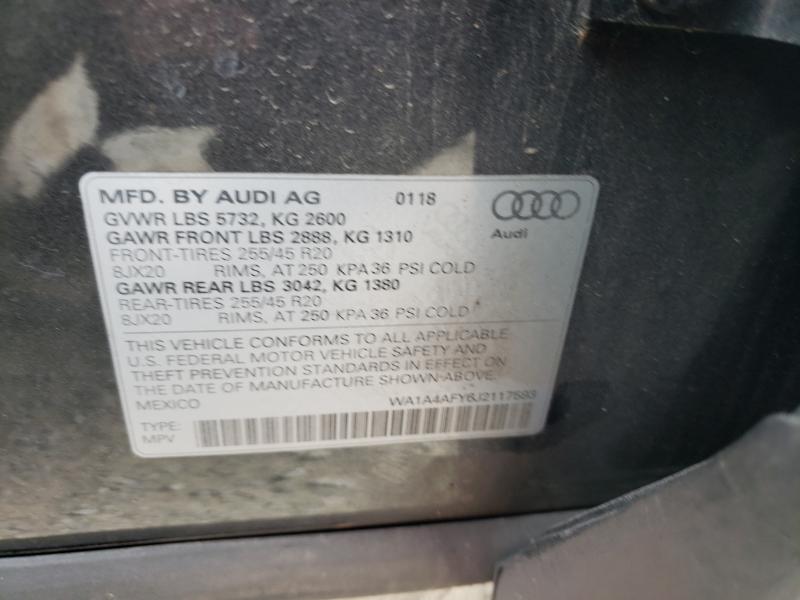 MFD. BY AUDI AG 0118
GVWR LBS 5732, KG 2600
Audi
GAWR FRONT LBS 2888, KG 1310
FRONT-TIRES 255/45 R20
8JX20 RIMS, AT 250 KPA 36 PSI COLD
GAWR REAR LBS 3042, KG 1380
REAR-TIRES 255/45 R20
8JX20 RIMS, AT 250 KPA 36 PSI COLD
THIS VEHICLE CONFORMS TO ALL APPLICABLE
U.S. FEDERAL MOTOR VEHICLE SAFETY AND
THEFT PREVENTION STANDARDS IN EFFECT ON
THE DATE OF MANUFACTURE SHOWN ABOVE.
MEXICO WA1A4AFY6J2117593
TYPE:
MPV